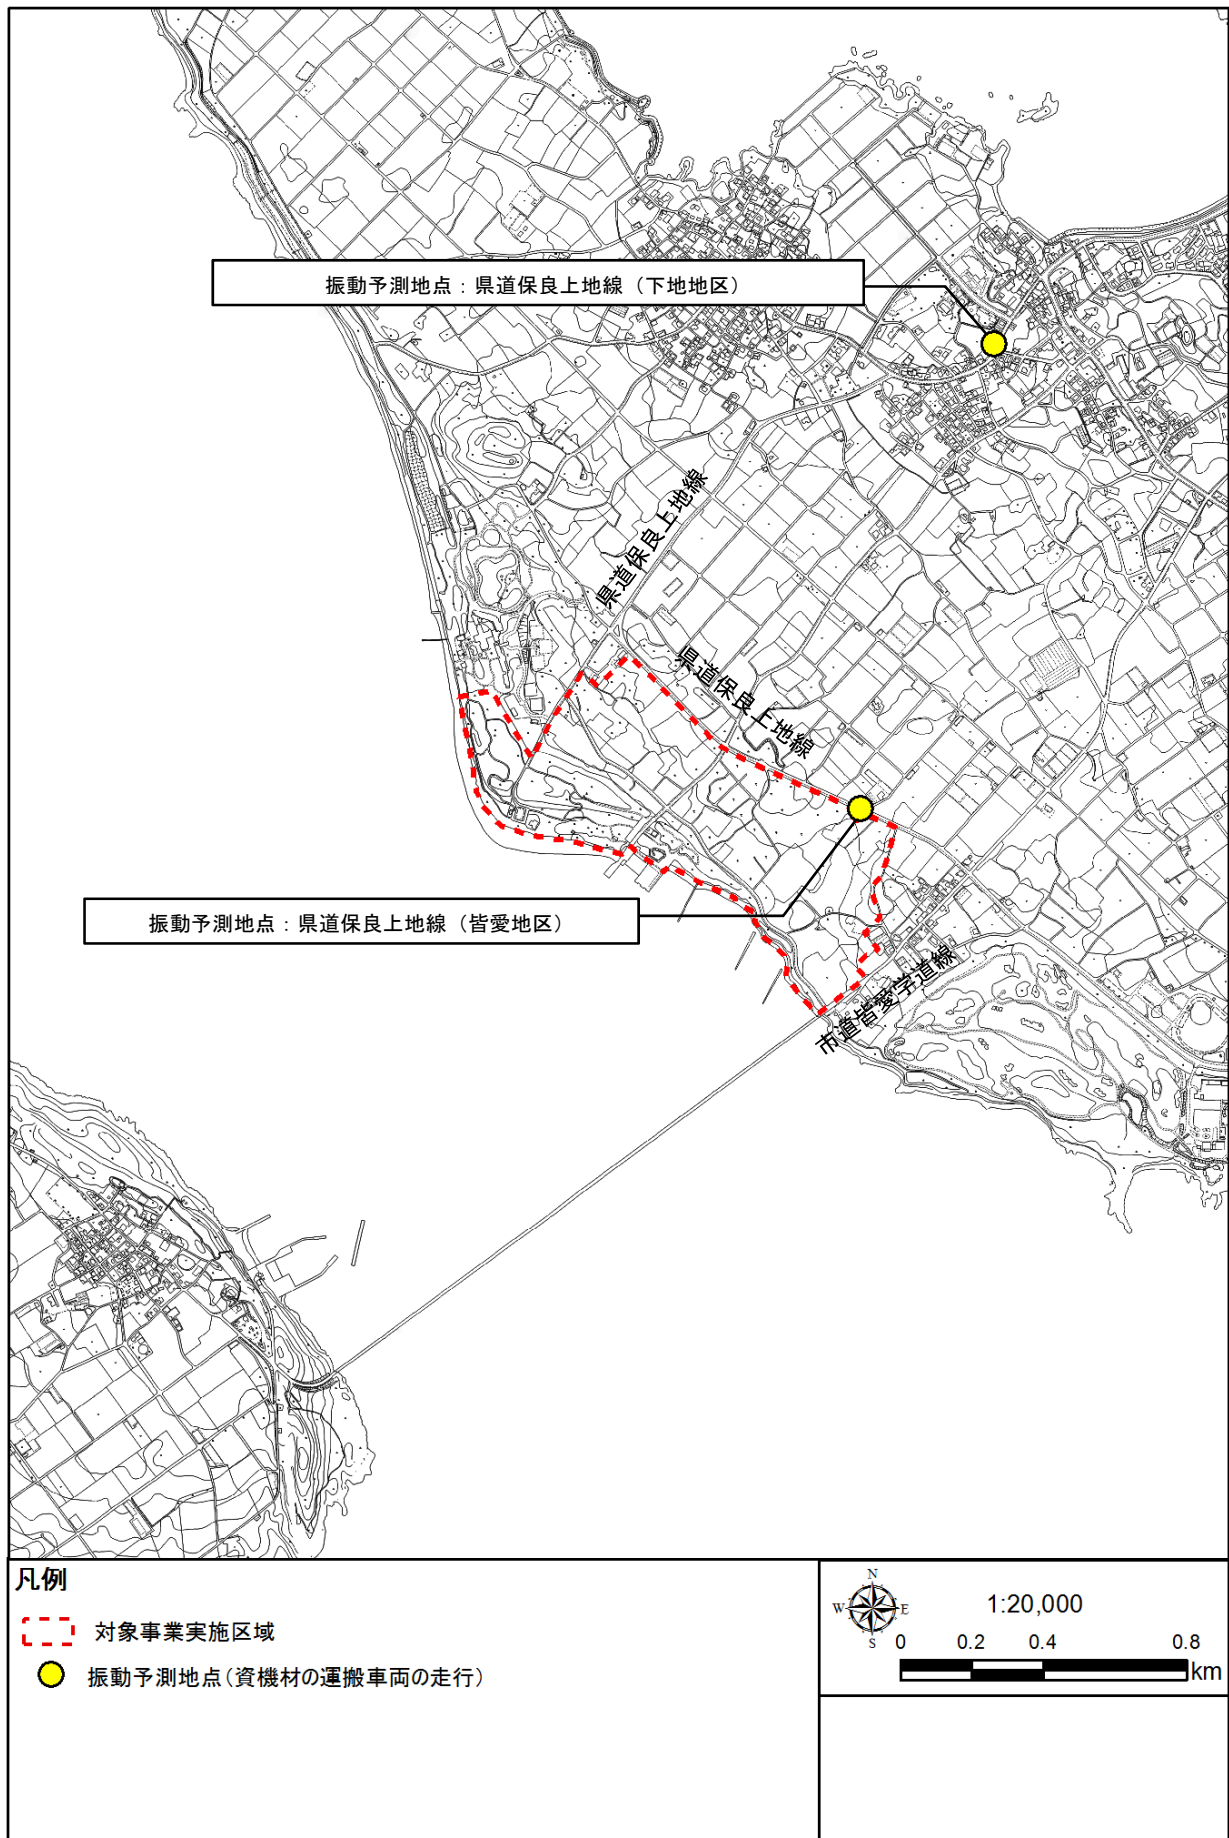 振動予測地点：県道保良上地線（下地地区）
県道保良上地線
県道保良上地線
振動予測地点：県道保良上地線（皆愛地区）
市道皆愛学道線
凡例
対象事業実施区域
振動予測地点（資機材の運搬車両の走行）
N
W E
S
1:20,000
0 0.2 0.4 0.8
km